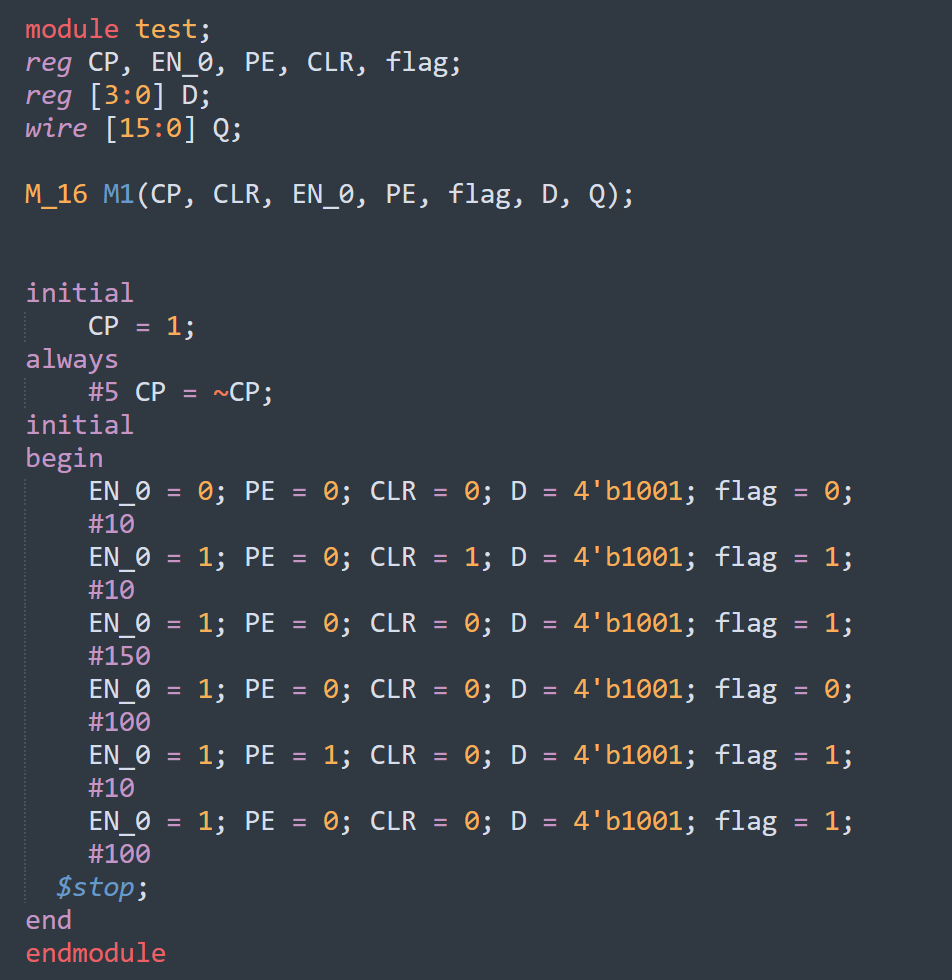 module test;
reg CP, EN_0, PE, CLR, flag;
reg [3:0] D;
wire [15:0] Q;
M_16 M1(CP, CLR, EN_0, PE, flag, D, Q);
initial
CP = 1;
always
#5 CP = ~CP;
initial
begin
EN_0 = 0; PE = 0; CLR = 0; D = 4'b1001; flag = 0;
#10
EN_0 = 1; PE = 0; CLR = 1; D = 4'b1001; flag = 1;
#10
EN_0 = 1; PE = 0; CLR = 0; D = 4'b1001; flag = 1;
#150
EN_0 = 1; PE = 0; CLR = 0; D = 4'b1001; flag = 0;
#100
EN_0 = 1; PE = 1; CLR = 0; D = 4'b1001; flag = 1;
#10
EN_0 = 1; PE = 0; CLR = 0; D = 4'b1001; flag = 1;
#100
$stop;
end
endmodule